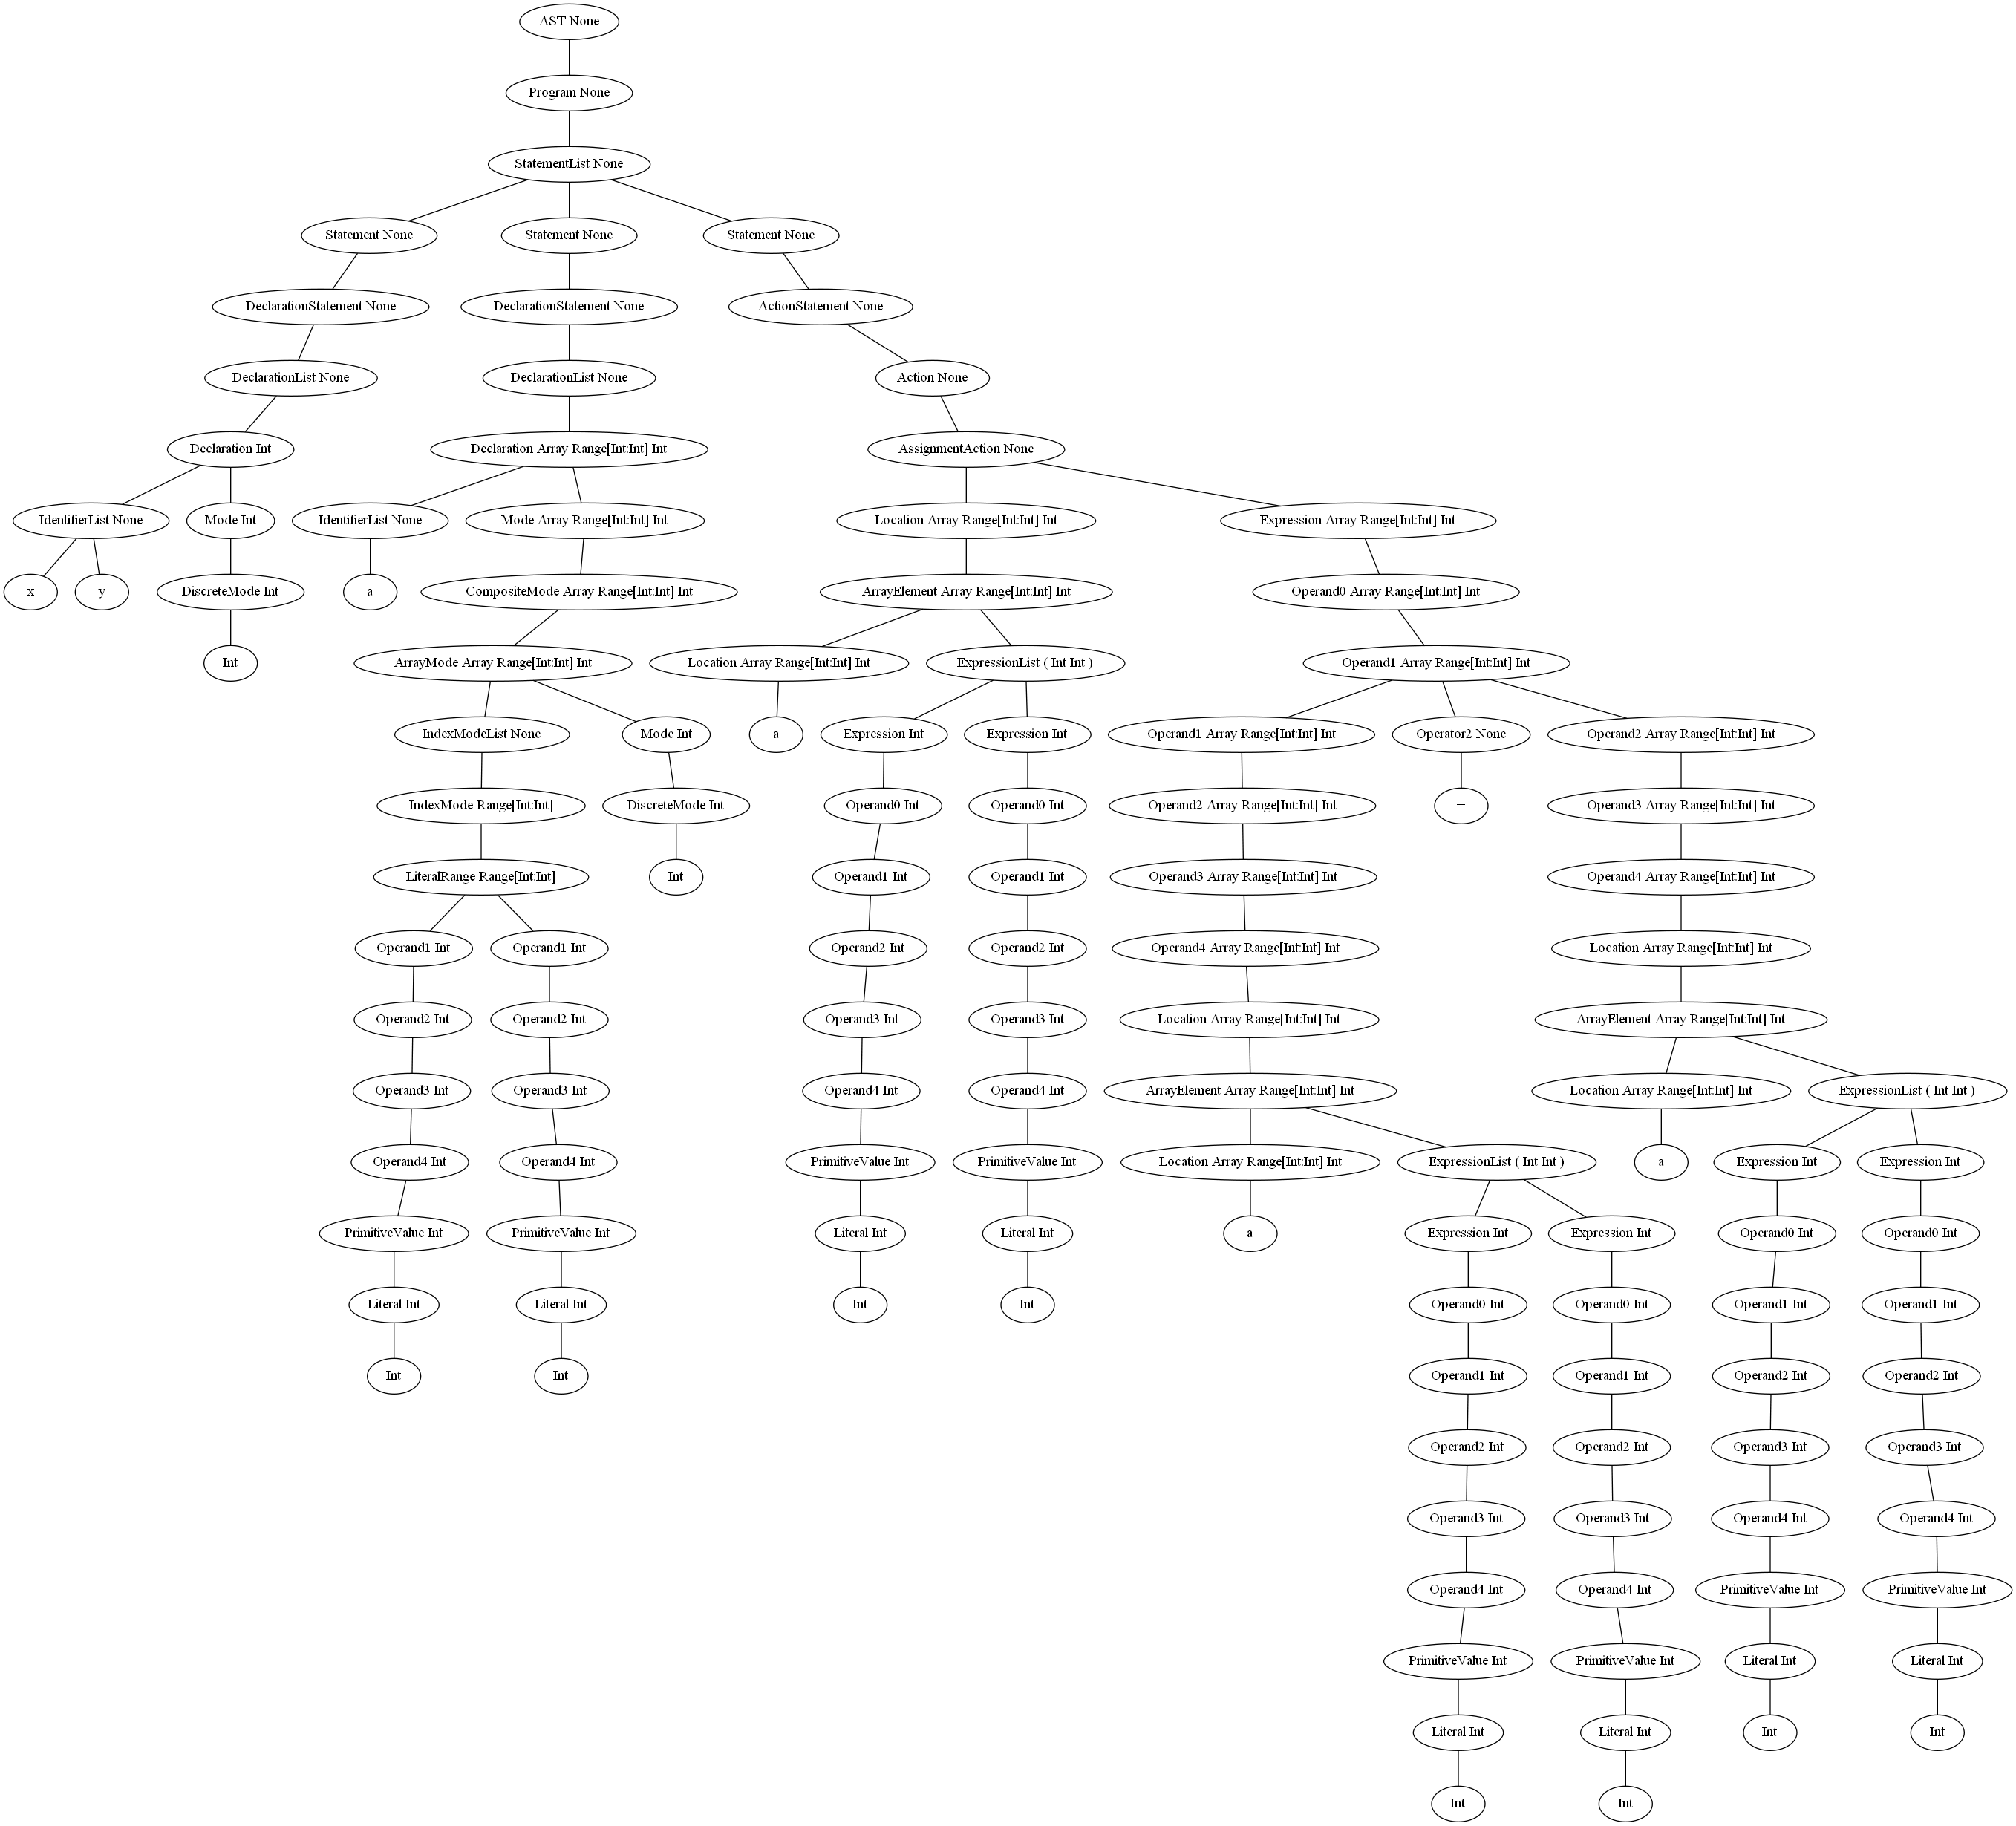 AST None
Program None
StatementList None
Statement None
Statement None
Statement None
DeclarationStatement None
DeclarationStatement None
ActionStatement None
DeclarationList None
DeclarationList None
Action None
Declaration Int
Declaration Array Range[Int:Int] Int
AssignmentAction None
IdentifierList None
Mode Int
IdentifierList None
Mode Array Range[Int:Int] Int
Location Array Range[Int:Int] Int
Expression Array Range[Int:Int] Int
x
y
DiscreteMode Int
a
CompositeMode Array Range[Int:Int] Int
ArrayElement Array Range[Int:Int] Int
Operand0 Array Range[Int:Int] Int
Int
ArrayMode Array Range[Int:Int] Int
Location Array Range[Int:Int] Int
ExpressionList ( Int Int )
Operand1 Array Range[Int:Int] Int
IndexModeList None
Mode Int
a
Expression Int
Expression Int
Operand1 Array Range[Int:Int] Int
Operator2 None
Operand2 Array Range[Int:Int] Int
IndexMode Range[Int:Int]
DiscreteMode Int
Operand0 Int
Operand0 Int
Operand2 Array Range[Int:Int] Int
+
Operand3 Array Range[Int:Int] Int
LiteralRange Range[Int:Int]
Int
Operand1 Int
Operand1 Int
Operand3 Array Range[Int:Int] Int
Operand4 Array Range[Int:Int] Int
Operand1 Int
Operand1 Int
Operand2 Int
Operand2 Int
Operand4 Array Range[Int:Int] Int
Location Array Range[Int:Int] Int
Operand2 Int
Operand2 Int
Operand3 Int
Operand3 Int
Location Array Range[Int:Int] Int
ArrayElement Array Range[Int:Int] Int
Operand3 Int
Operand3 Int
Operand4 Int
Operand4 Int
ArrayElement Array Range[Int:Int] Int
Location Array Range[Int:Int] Int
ExpressionList ( Int Int )
Operand4 Int
Operand4 Int
PrimitiveValue Int
PrimitiveValue Int
Location Array Range[Int:Int] Int
ExpressionList ( Int Int )
a
Expression Int
Expression Int
PrimitiveValue Int
PrimitiveValue Int
Literal Int
Literal Int
a
Expression Int
Expression Int
Operand0 Int
Operand0 Int
Literal Int
Literal Int
Int
Int
Operand0 Int
Operand0 Int
Operand1 Int
Operand1 Int
Int
Int
Operand1 Int
Operand1 Int
Operand2 Int
Operand2 Int
Operand2 Int
Operand2 Int
Operand3 Int
Operand3 Int
Operand3 Int
Operand3 Int
Operand4 Int
Operand4 Int
Operand4 Int
Operand4 Int
PrimitiveValue Int
PrimitiveValue Int
PrimitiveValue Int
PrimitiveValue Int
Literal Int
Literal Int
Literal Int
Literal Int
Int
Int
Int
Int